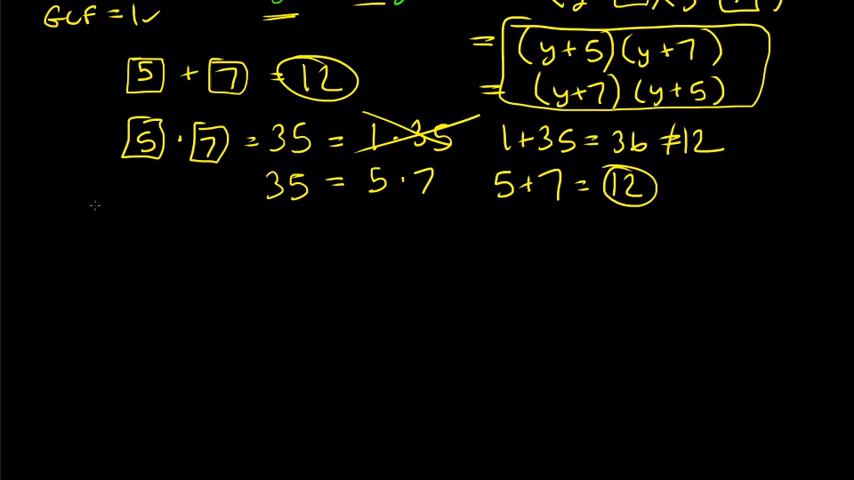 GCF = 1✓
= (y+5)(y+7)
5 + 7 = 12
= (y+7)(y+5)
5 · 7 = 35 = 1 · 35 1+35 = 36 ≠ 12
35 = 5 · 7 5+7 = 12